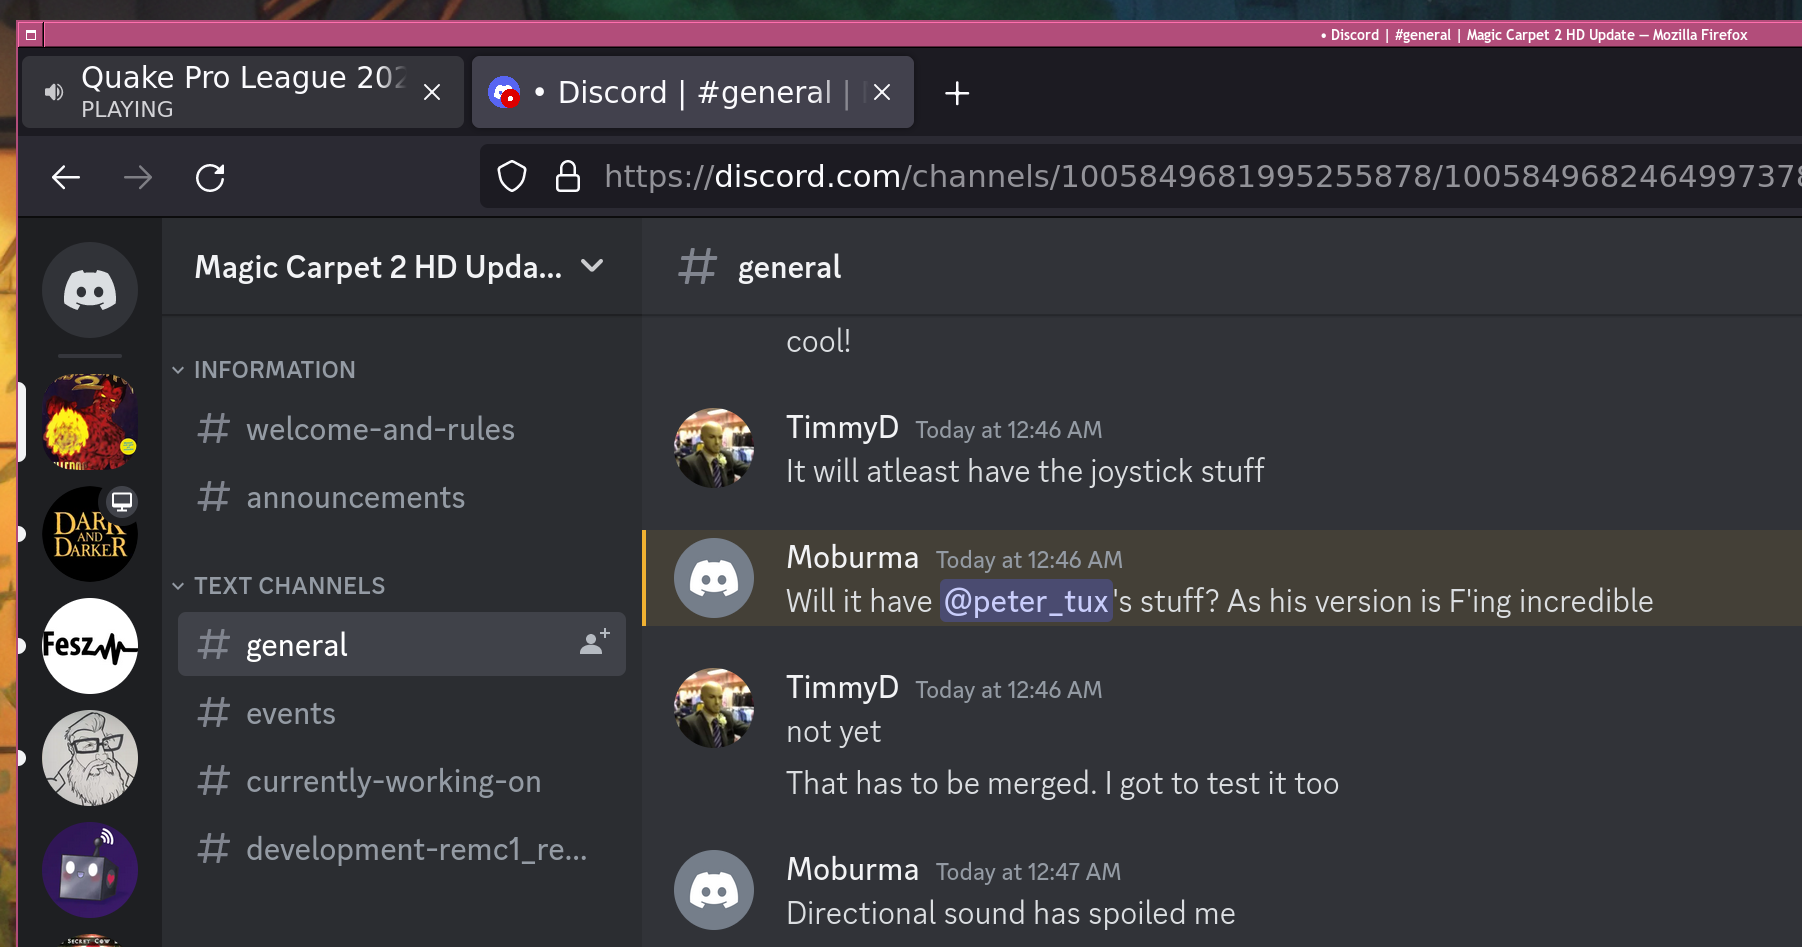 • Discord | #general | Magic Carpet 2 HD Update — Mozilla Firefox
Quake Pro League 202
PLAYING
• Discord | #general |
https://discord.com/channels/1005849681995255878/1005849682464997378
Magic Carpet 2 HD Upda...
general
INFORMATION
welcome-and-rules
announcements
TEXT CHANNELS
general
events
currently-working-on
development-remc1_re...
2
DARK
AND
DARKER
Fesz
SECRET COW
cool!
TimmyD Today at 12:46 AM
It will atleast have the joystick stuff
Moburma Today at 12:46 AM
Will it have @peter_tux's stuff? As his version is F'ing incredible
TimmyD Today at 12:46 AM
not yet
That has to be merged. I got to test it too
Moburma Today at 12:47 AM
Directional sound has spoiled me